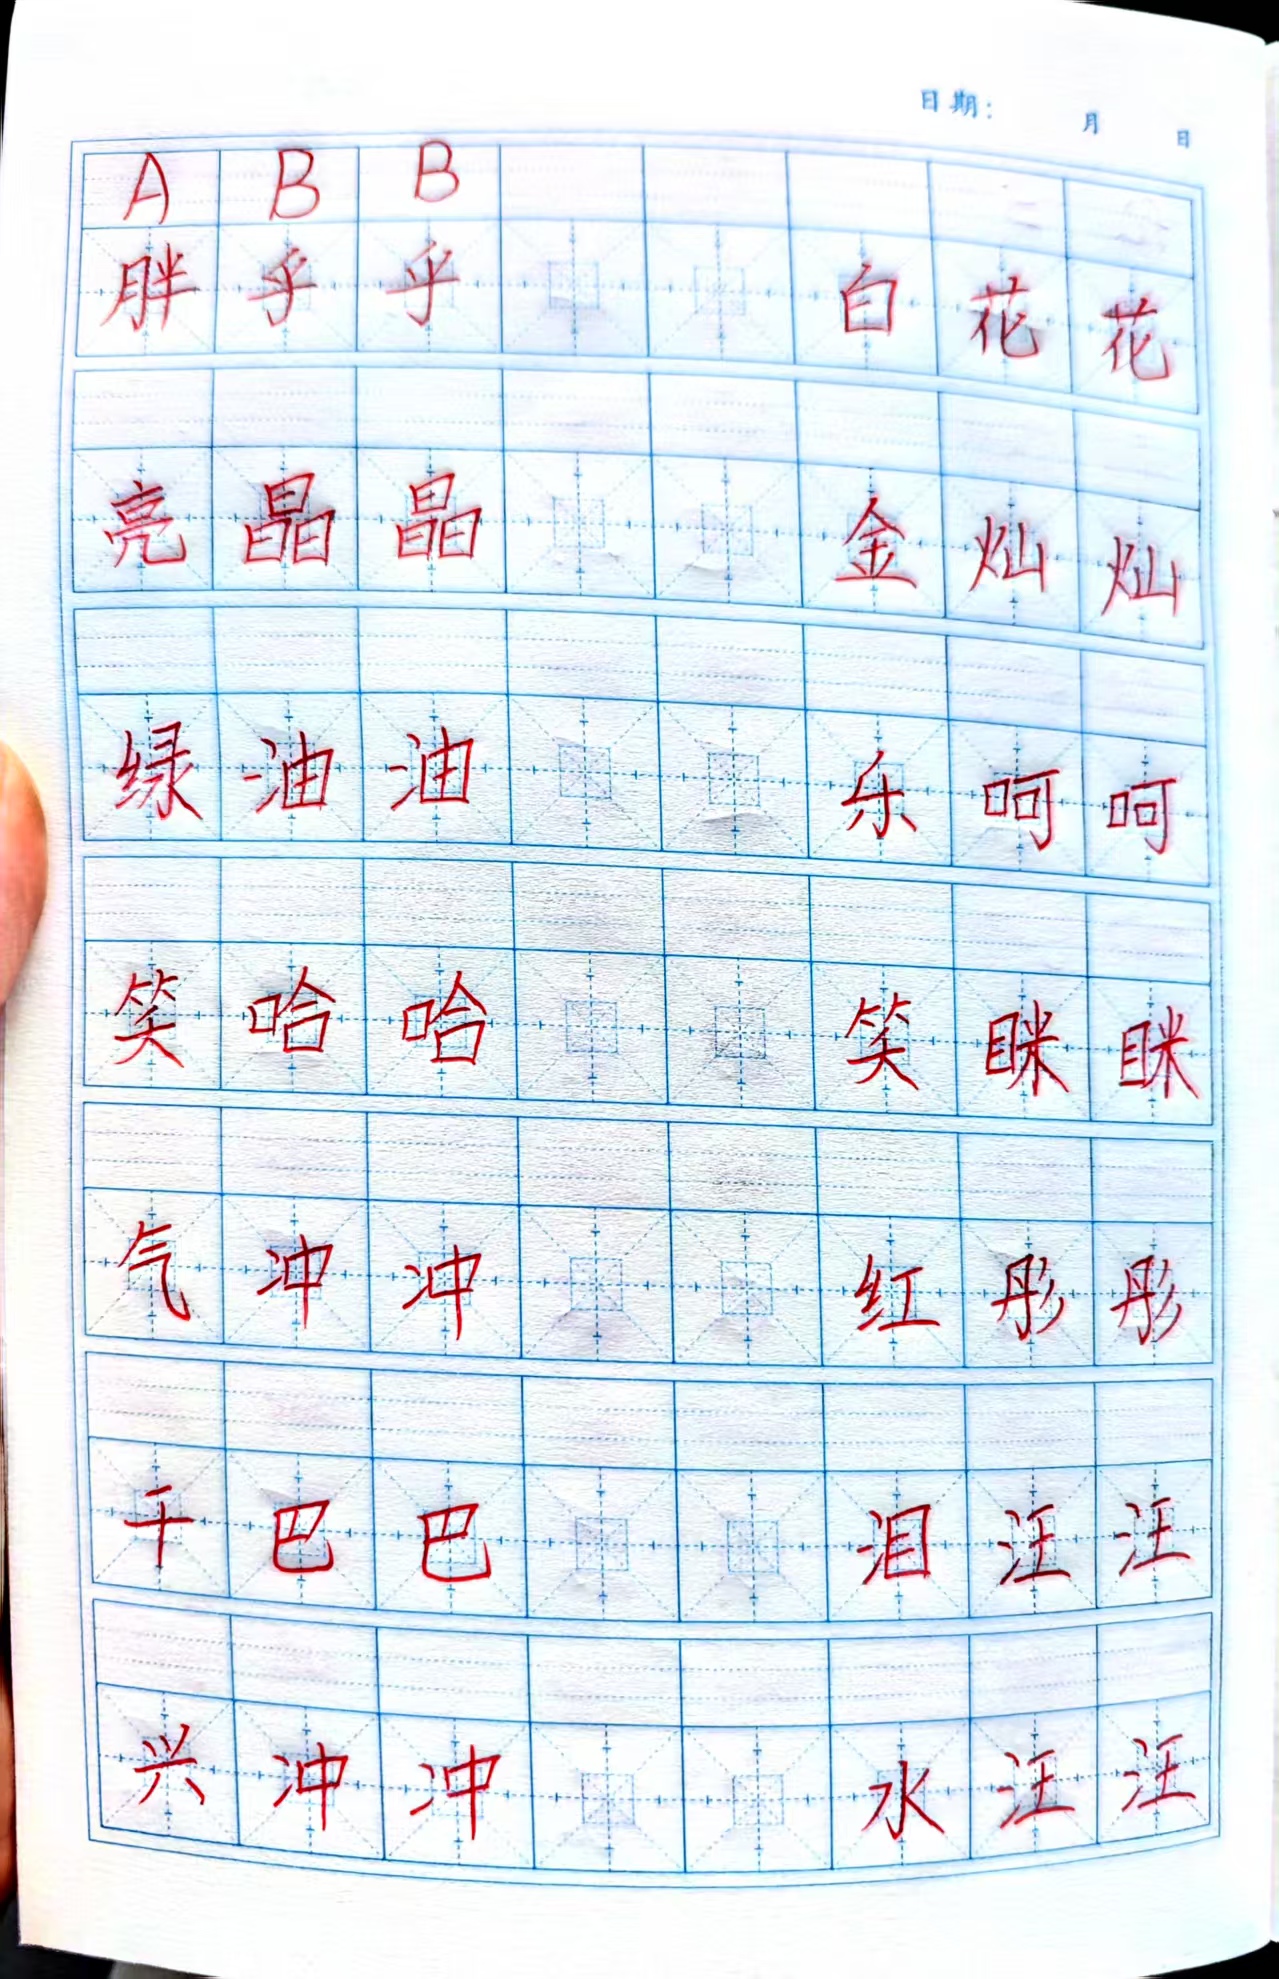 日期： 月 日
A B B
胖乎乎 白花花
亮晶晶 金灿灿
绿油油 乐呵呵
笑哈哈 笑眯眯
气冲冲 红彤彤
干巴巴 泪汪汪
兴冲冲 水汪汪